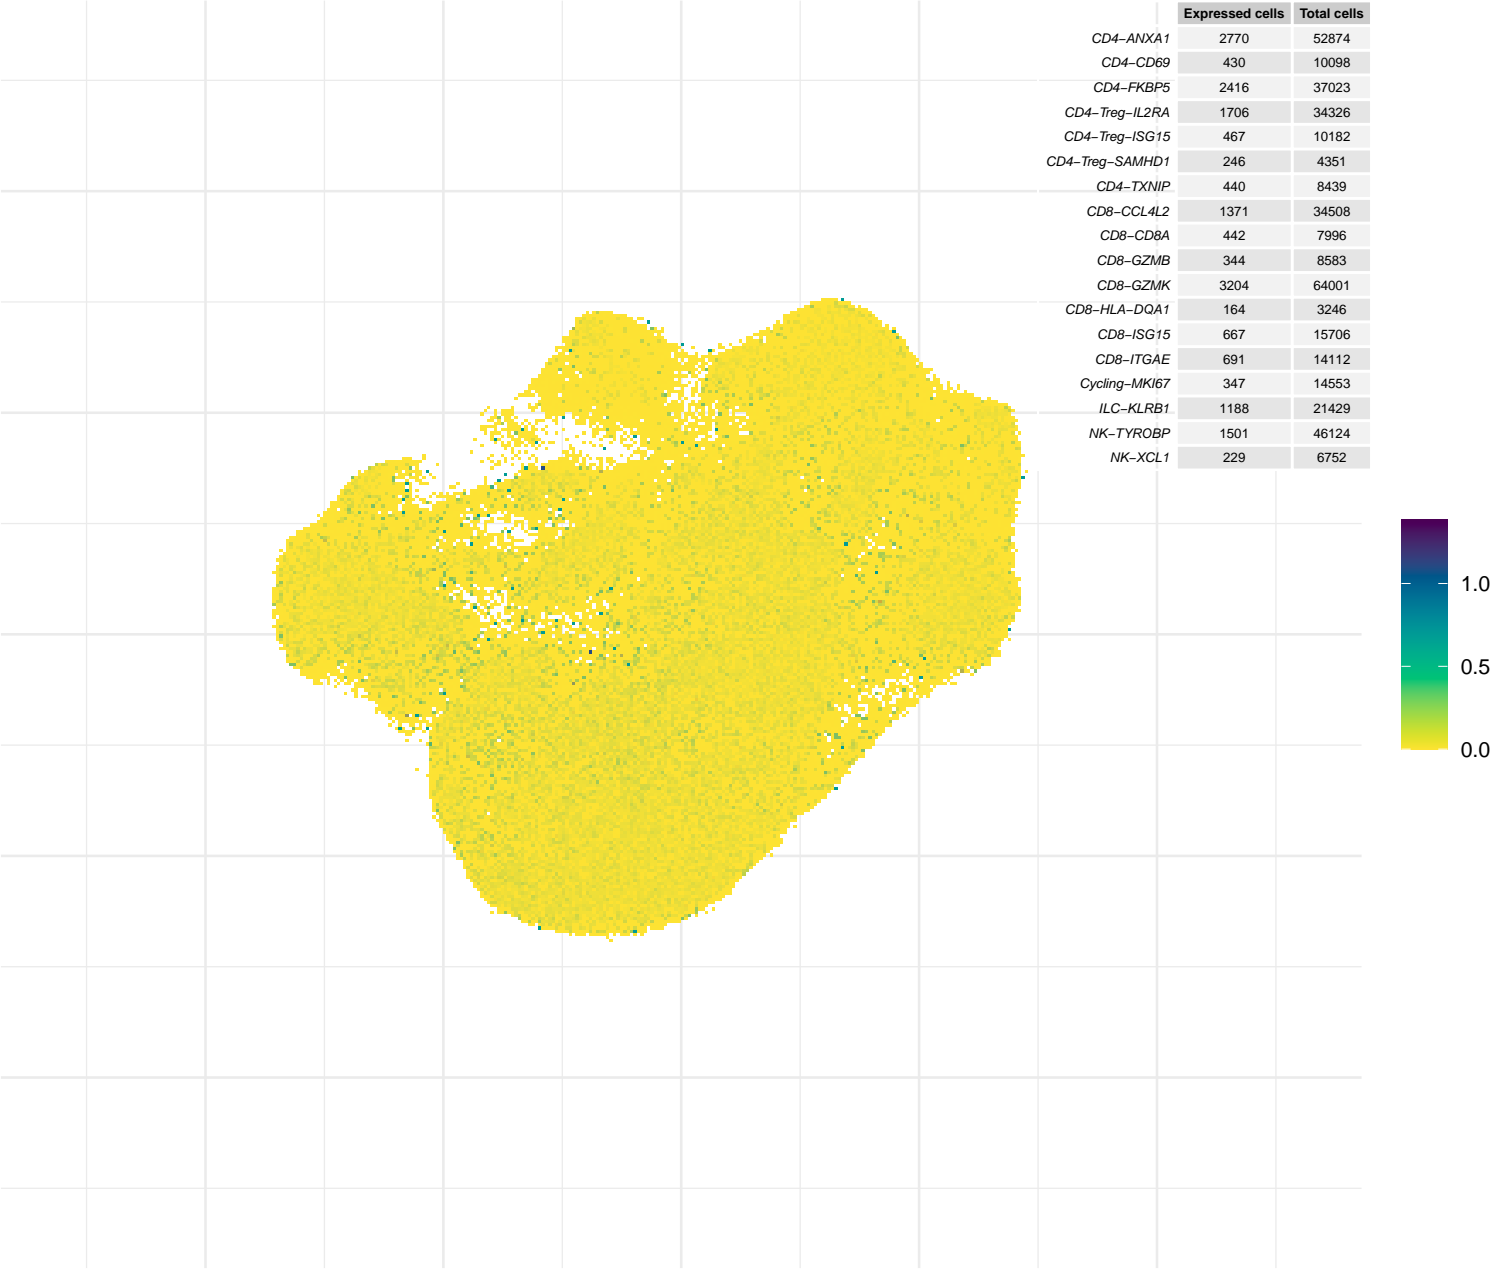 Expressed cells Total cells
CD4−ANXA1 2770 52874
CD4−CD69 430 10098
CD4−FKBP5 2416 37023
CD4−Treg−IL2RA 1706 34326
CD4−Treg−ISG15 467 10182
CD4−Treg−SAMHD1 246 4351
CD4−TXNIP 440 8439
CD8−CCL4L2 1371 34508
CD8−CD8A 442 7996
CD8−GZMB 344 8583
CD8−GZMK 3204 64001
CD8−HLA−DQA1 164 3246
CD8−ISG15 667 15706
CD8−ITGAE 691 14112
Cycling−MKI67 347 14553
ILC−KLRB1 1188 21429
NK−TYROBP 1501 46124
NK−XCL1 229 6752
1.0
0.5
0.0